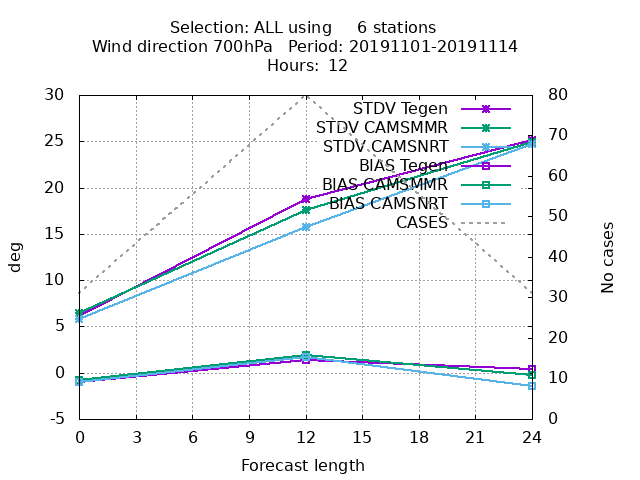 Selection: ALL using     6 stations
Wind direction 700hPa   Period: 20191101-20191114
Hours: 12
30
25
20
15
10
5
0
-5
deg
80
70
60
50
40
30
20
10
0
No cases
STDV Tegen
STDV CAMSMMR
STDV CAMSNRT
BIAS Tegen
BIAS CAMSMMR
BIAS CAMSNRT
CASES
0 3 6 9 12 15 18 21 24
Forecast length